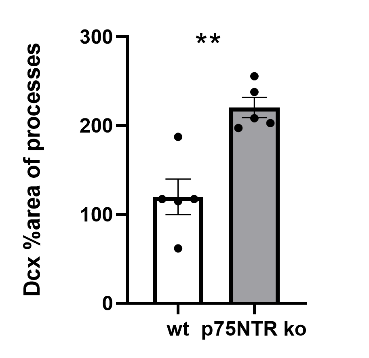 Dcx %area of processes
300
**
200
100
0
wt p75NTR ko